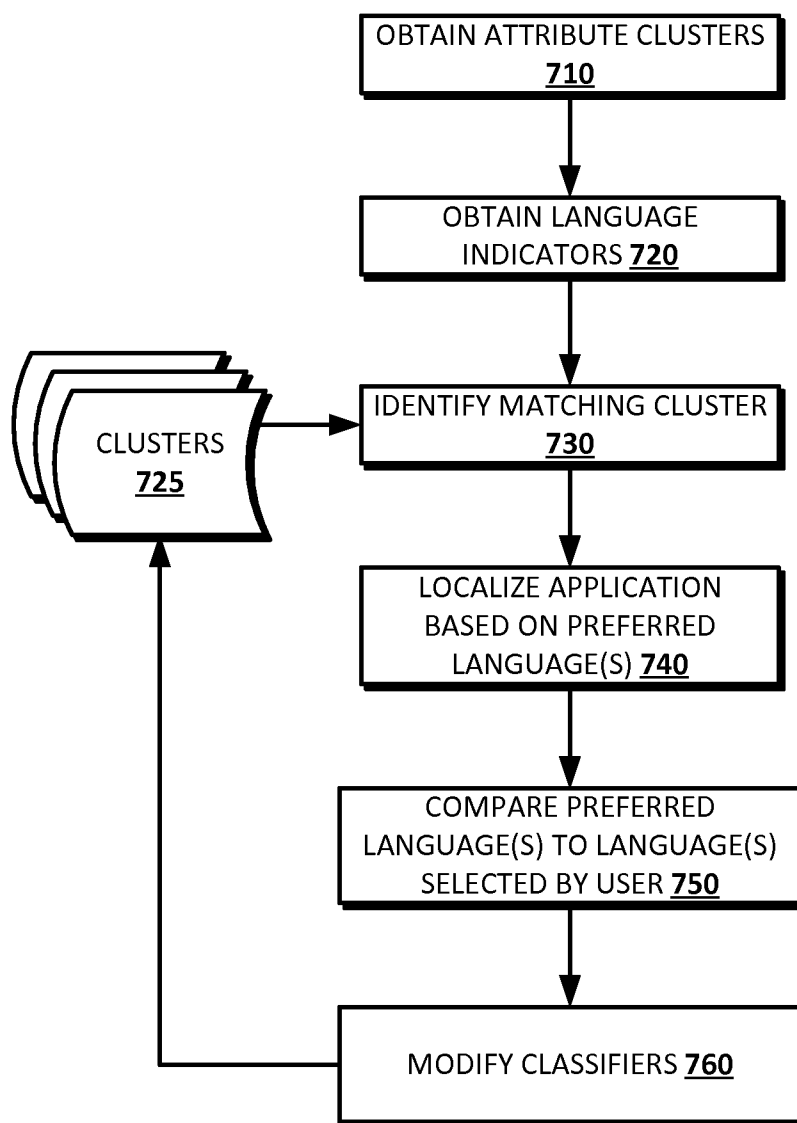 OBTAIN ATTRIBUTE CLUSTERS
710
OBTAIN LANGUAGE
INDICATORS 720
IDENTIFY MATCHING CLUSTER
730
CLUSTERS
725
LOCALIZE APPLICATION
BASED ON PREFERRED
LANGUAGE(S) 740
COMPARE PREFERRED
LANGUAGE(S) TO LANGUAGE(S)
SELECTED BY USER 750
MODIFY CLASSIFIERS 760